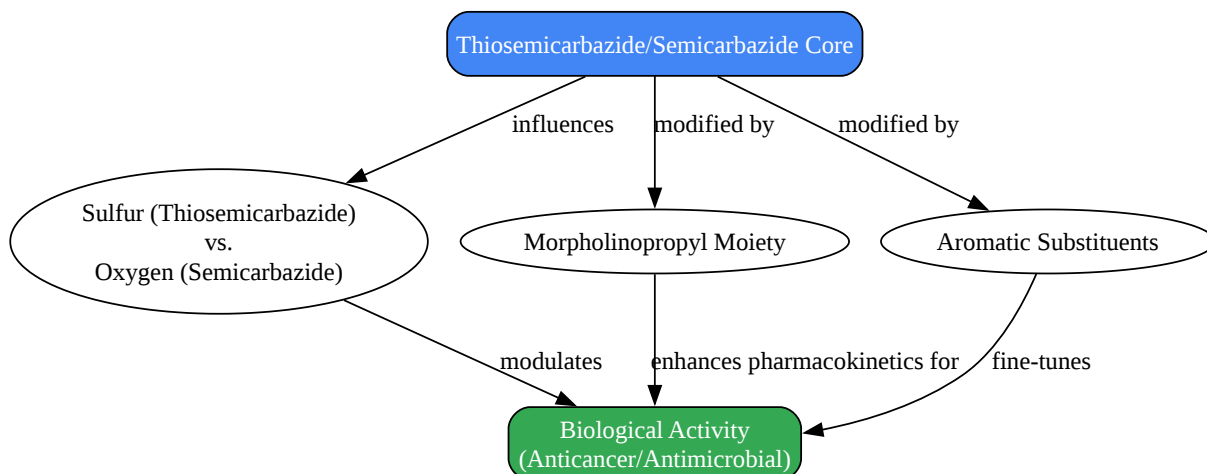 Thiosemicarbazide/Semicarbazide Core
influences
modified by
modified by
Sulfur (Thiosemicarbazide)
vs.
Oxygen (Semicarbazide)
Morpholinopropyl Moiety
Aromatic Substituents
modulates
enhances pharmacokinetics for
fine-tunes
Biological Activity
(Anticancer/Antimicrobial)